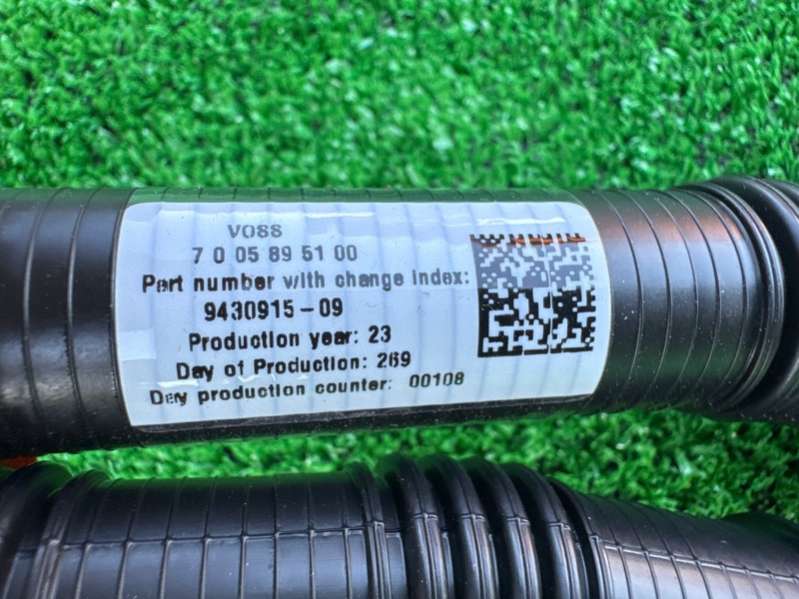 VOSS
7 0 05 89 51 00
Part number with change index:
9430915-09
Production year: 23
Day of Production: 269
Day production counter: 00108